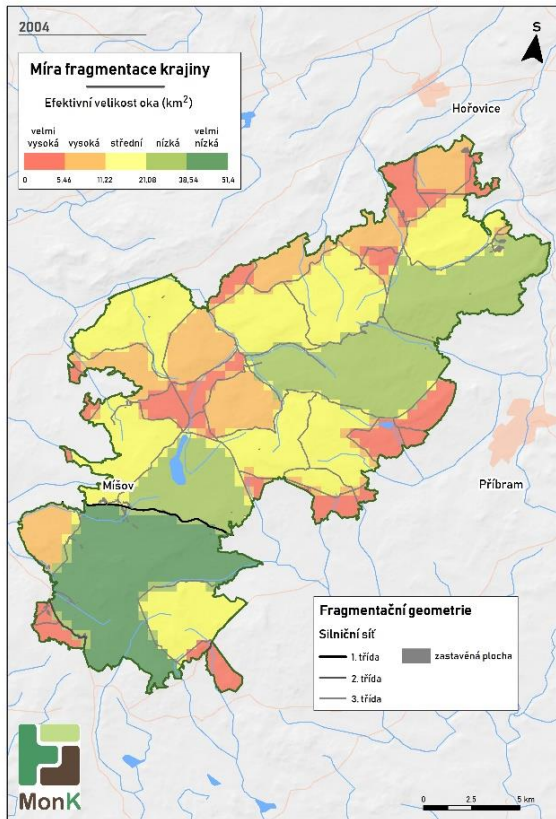 2004
S
Míra fragmentace krajiny
Efektivní velikost oka (km²)
velmi vysoká
vysoká
střední
nízká
velmi nízká
0 5.46 11,22 21,08 38,54 51,4
Hořovice
Míšov
Příbram
Fragmentační geometrie
Silniční síť
1. třída
zastavěná plocha
2. třída
3. třída
MonK
0 2.5 5 km